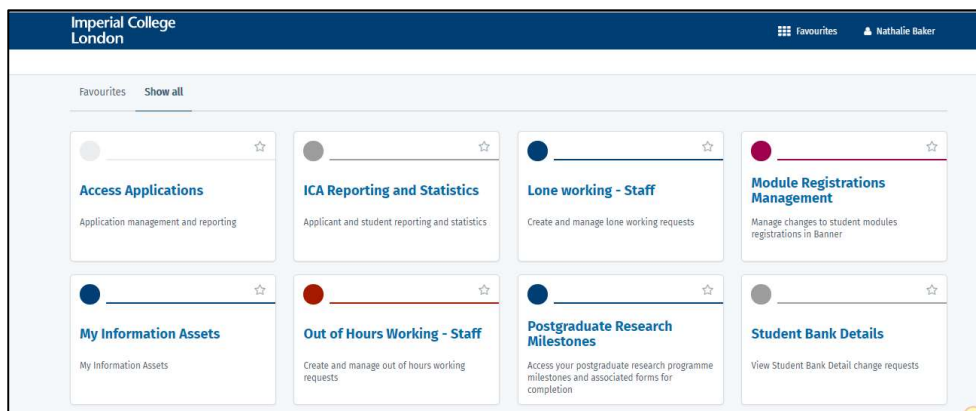 Imperial College
London
Favourites
Nathalie Baker
Favourites
Show all
Access Applications
Application management and reporting
ICA Reporting and Statistics
Applicant and student reporting and statistics
Lone working - Staff
Create and manage lone working requests
Module Registrations
Management
Manage changes to student modules
registrations in Banner
My Information Assets
My Information Assets
Out of Hours Working - Staff
Create and manage out of hours working
requests
Postgraduate Research
Milestones
Access your postgraduate research programme
milestones and associated forms for
completion
Student Bank Details
View Student Bank Detail change requests